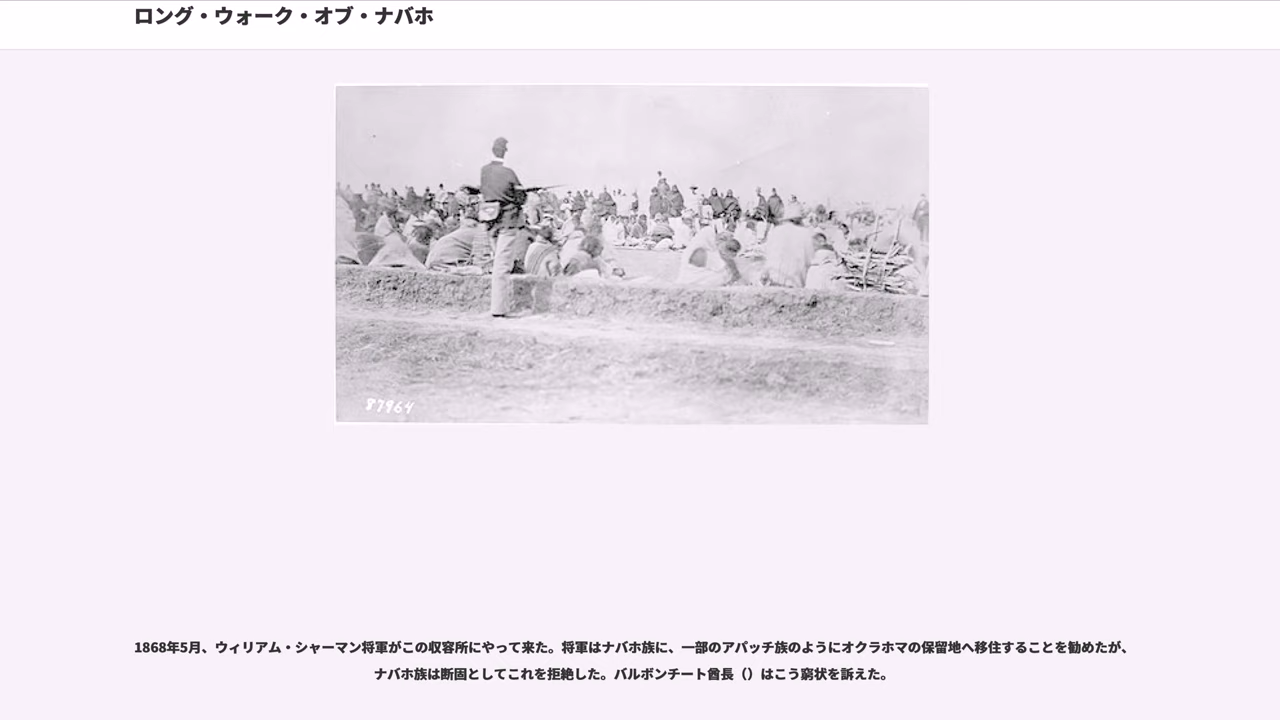 ロング・ウォーク・オブ・ナバホ
87964
1868年5月、ウィリアム・シャーマン将軍がこの収容所にやって来た。将軍はナバホ族に、一部のアパッチ族のようにオクラホマの保留地へ移住することを勧めたが、
ナバホ族は断固としてこれを拒絶した。バルボンチート酋長（）はこう窮状を訴えた。